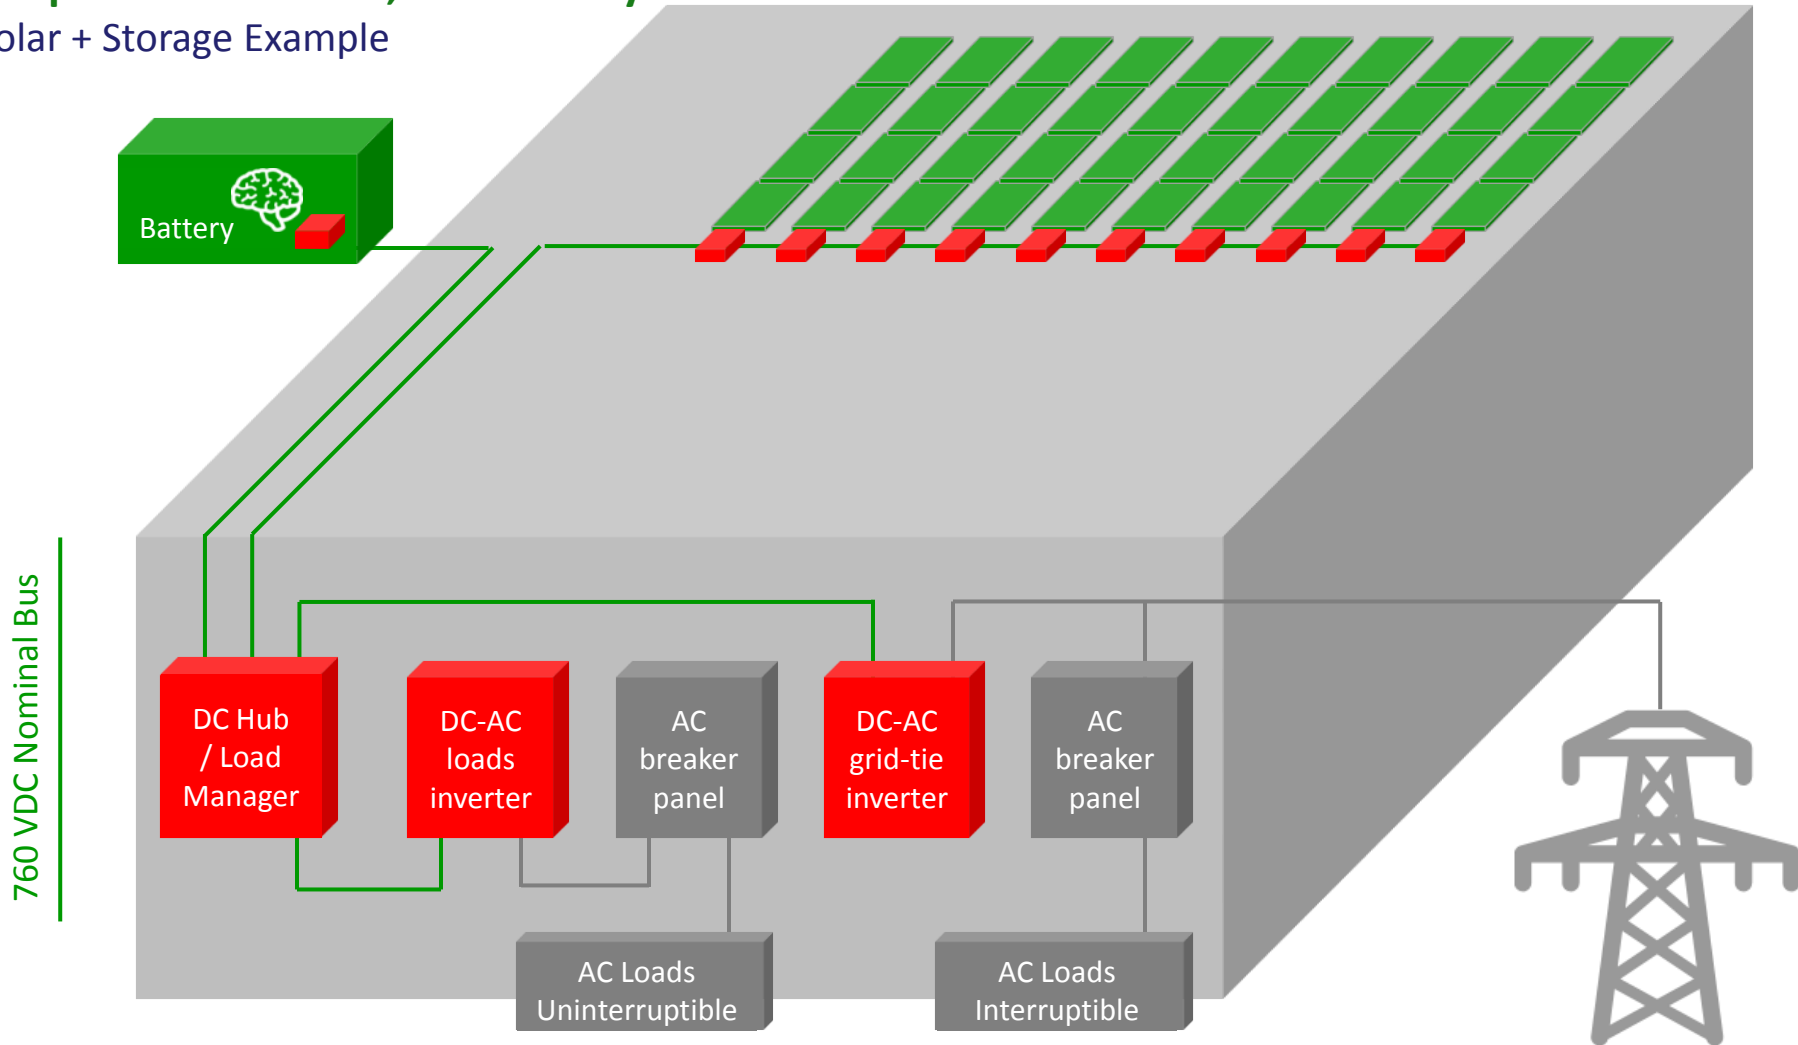 olar + Storage Example
Battery
760 VDC Nominal Bus
DC Hub
/ Load
Manager
DC-AC
loads
inverter
AC
breaker
panel
DC-AC
grid-tie
inverter
AC
breaker
panel
AC Loads
Uninterruptible
AC Loads
Interruptible